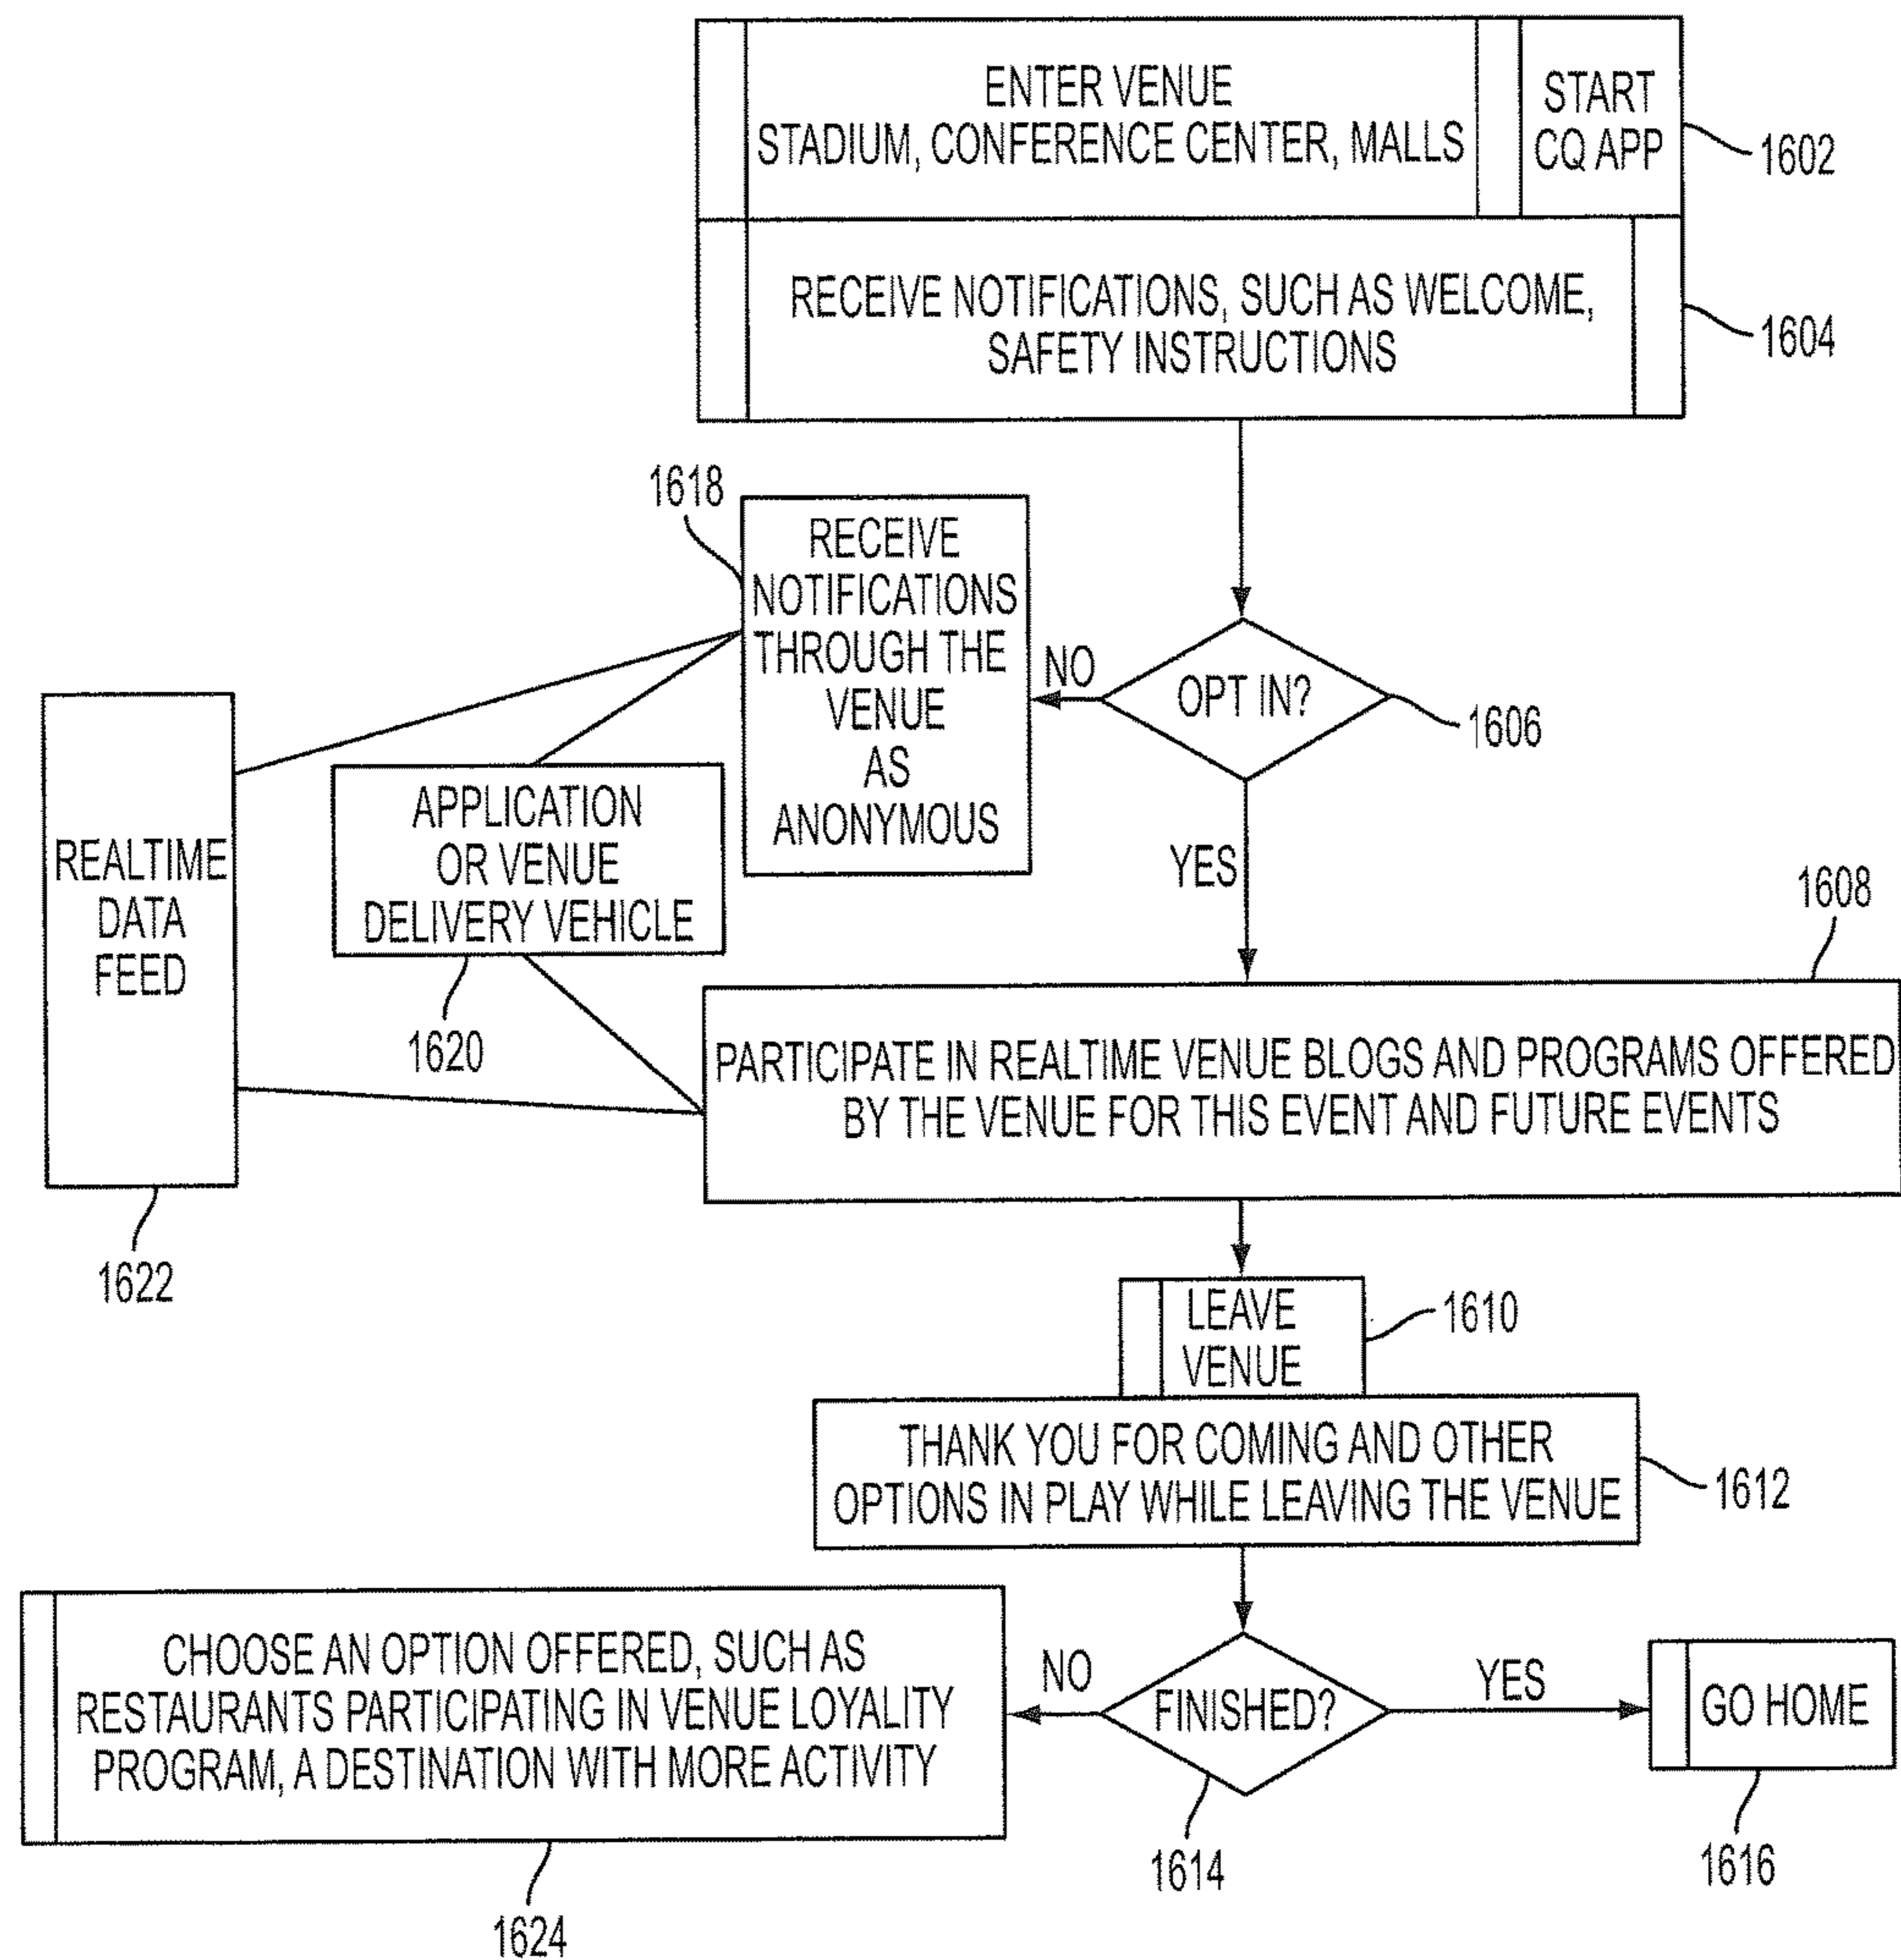 ENTER VENUE
STADIUM, CONFERENCE CENTER, MALLS
START
CQ APP
1602
RECEIVE NOTIFICATIONS, SUCH AS WELCOME,
SAFETY INSTRUCTIONS
1604
1618
RECEIVE
NOTIFICATIONS
THROUGH THE
VENUE
AS
ANONYMOUS
NO
OPT IN?
1606
REALTIME
DATA
FEED
APPLICATION
OR VENUE
DELIVERY VEHICLE
YES
1608
1620
PARTICIPATE IN REALTIME VENUE BLOGS AND PROGRAMS OFFERED
BY THE VENUE FOR THIS EVENT AND FUTURE EVENTS
1622
LEAVE
VENUE
1610
THANK YOU FOR COMING AND OTHER
OPTIONS IN PLAY WHILE LEAVING THE VENUE
1612
CHOOSE AN OPTION OFFERED, SUCH AS
RESTAURANTS PARTICIPATING IN VENUE LOYALITY
PROGRAM, A DESTINATION WITH MORE ACTIVITY
NO
FINISHED?
YES
GO HOME
1614
1616
1624